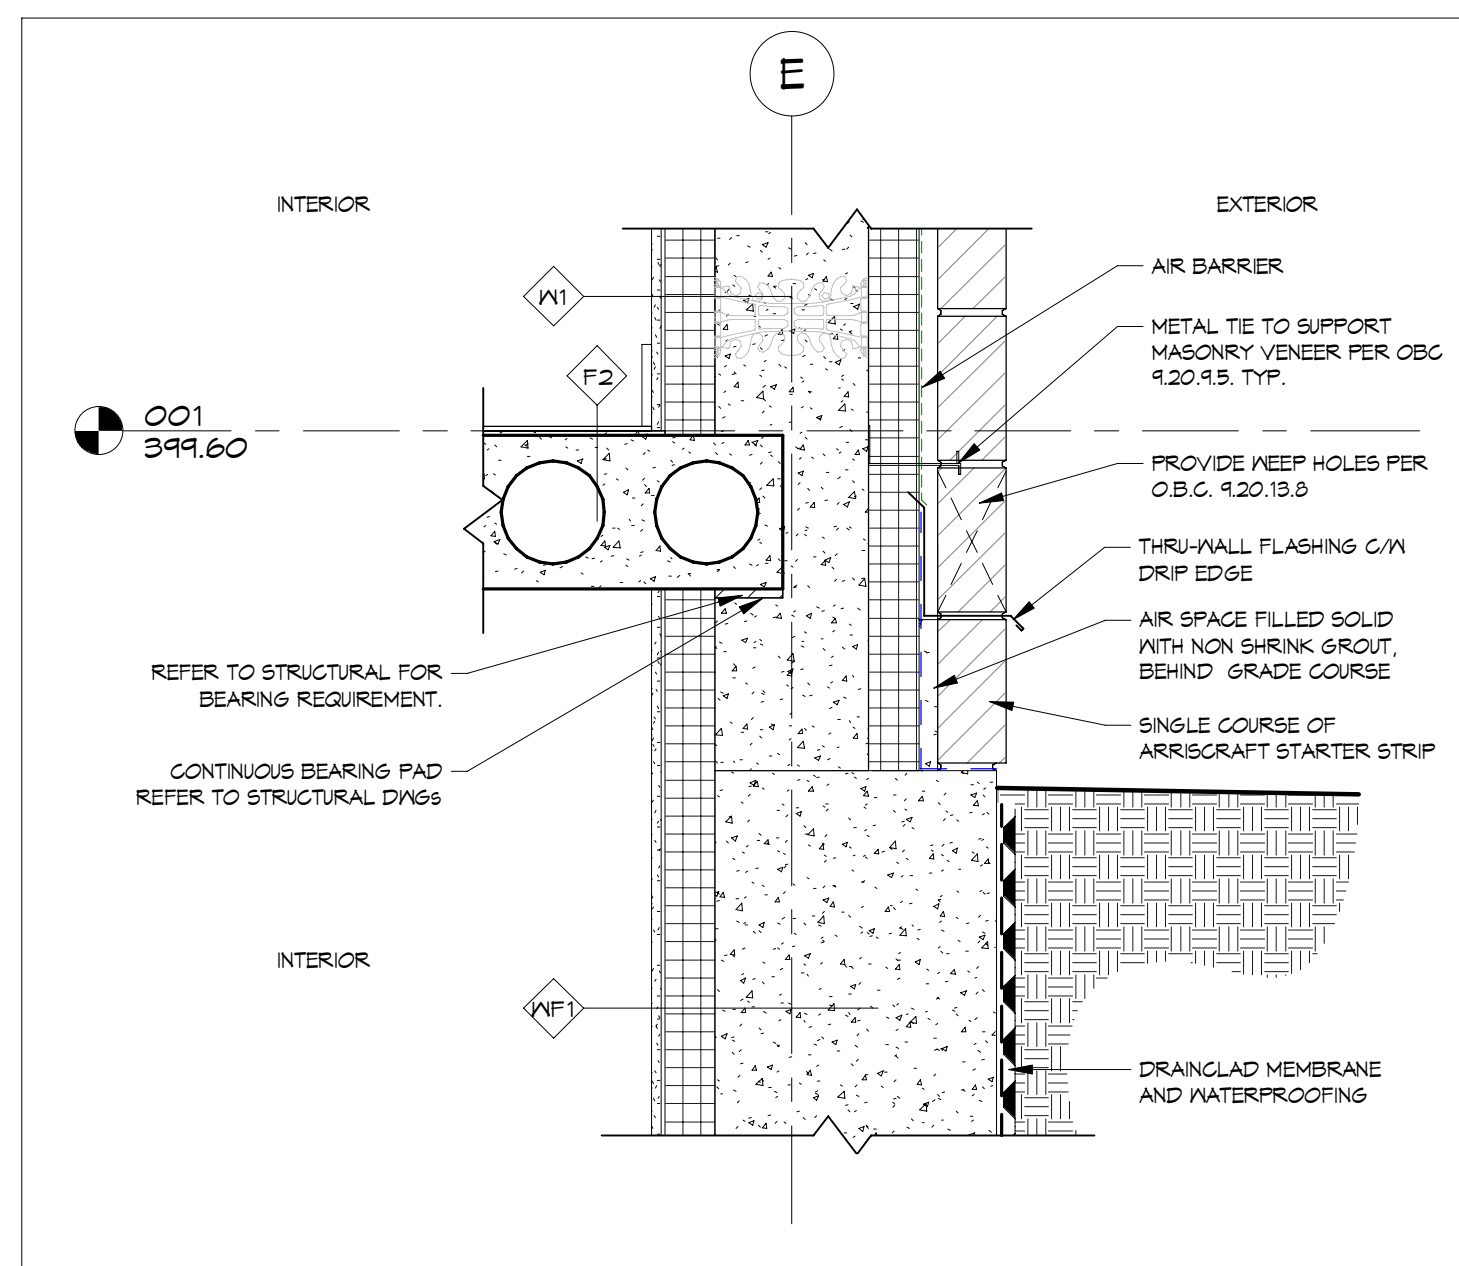 E
INTERIOR
EXTERIOR
AIR BARRIER
W1
METAL TIE TO SUPPORT
MASONRY VENEER PER OBC
9.20.9.5. TYP.
F2
001
399.60
PROVIDE WEEP HOLES PER
O.B.C. 9.20.13.8
THRU-WALL FLASHING C/W
DRIP EDGE
AIR SPACE FILLED SOLID
WITH NON SHRINK GROUT,
BEHIND GRADE COURSE
REFER TO STRUCTURAL FOR
BEARING REQUIREMENT.
SINGLE COURSE OF
ARRISCRAFT STARTER STRIP
CONTINUOUS BEARING PAD
REFER TO STRUCTURAL DWGs
INTERIOR
WF1
DRAINCLAD MEMBRANE
AND WATERPROOFING